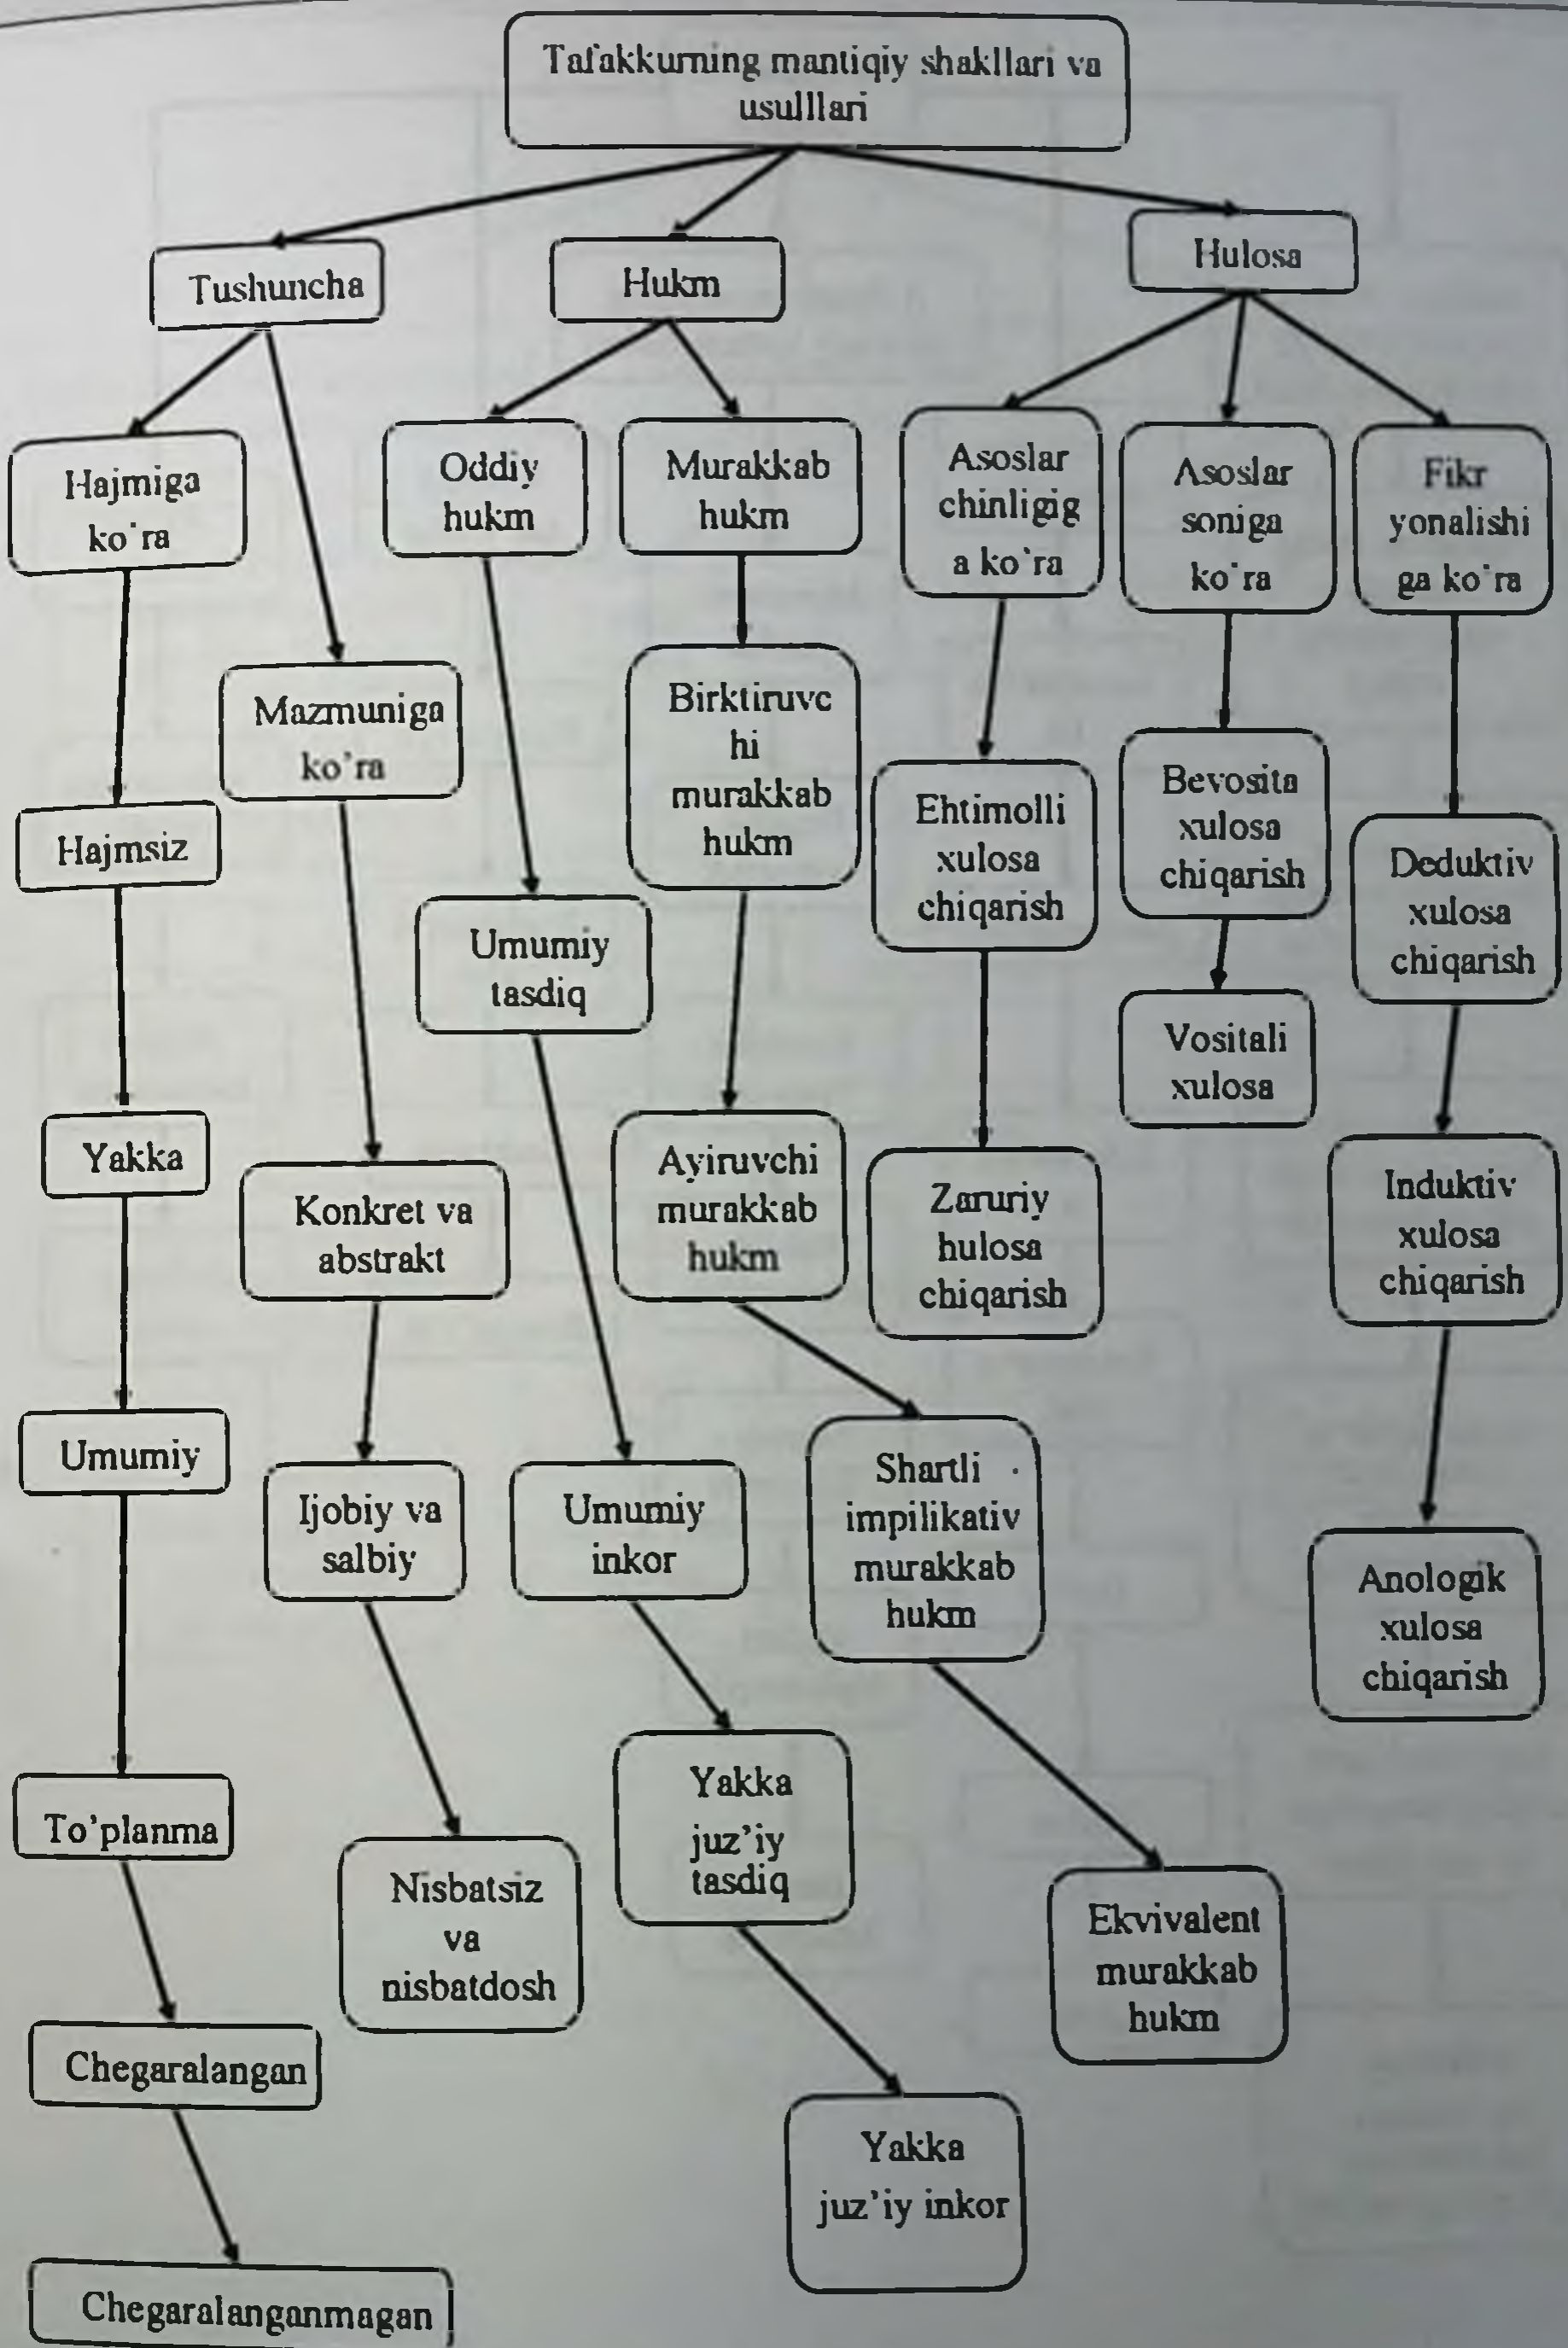 Tafakkurning mantiqiy shakllari va
usulllari
Tushuncha
Hukm
Hulosa
Hajmiga
ko'ra
Oddiy
hukm
Murakkab
hukm
Asoslar
chinligig
a ko`ra
Asoslar
soniga
ko'ra
Fikr
yonalishi
ga ko'ra
Mazmuniga
ko’ra
Birktiruvc
hi
murakkab
hukm
Ehtimolli
xulosa
chiqarish
Bevosita
xulosa
chiqarish
Deduktiv
xulosa
chiqarish
Hajmsiz
Umumiy
tasdiq
Vositali
xulosa
Yakka
Konkret va
abstrakt
Ayiruvchi
murakkab
hukm
Zaruriy
hulosa
chiqarish
Induktiv
xulosa
chiqarish
Umumiy
Ijobiy va
salbiy
Umumiy
inkor
Shartli
impilikativ
murakkab
hukm
Anologik
xulosa
chiqarish
To’planma
Nisbatsiz
va
nisbatdosh
Yakka
juz’iy
tasdiq
Ekvivalent
murakkab
hukm
Chegaralangan
Yakka
juz’iy inkor
Chegaralanganmagan